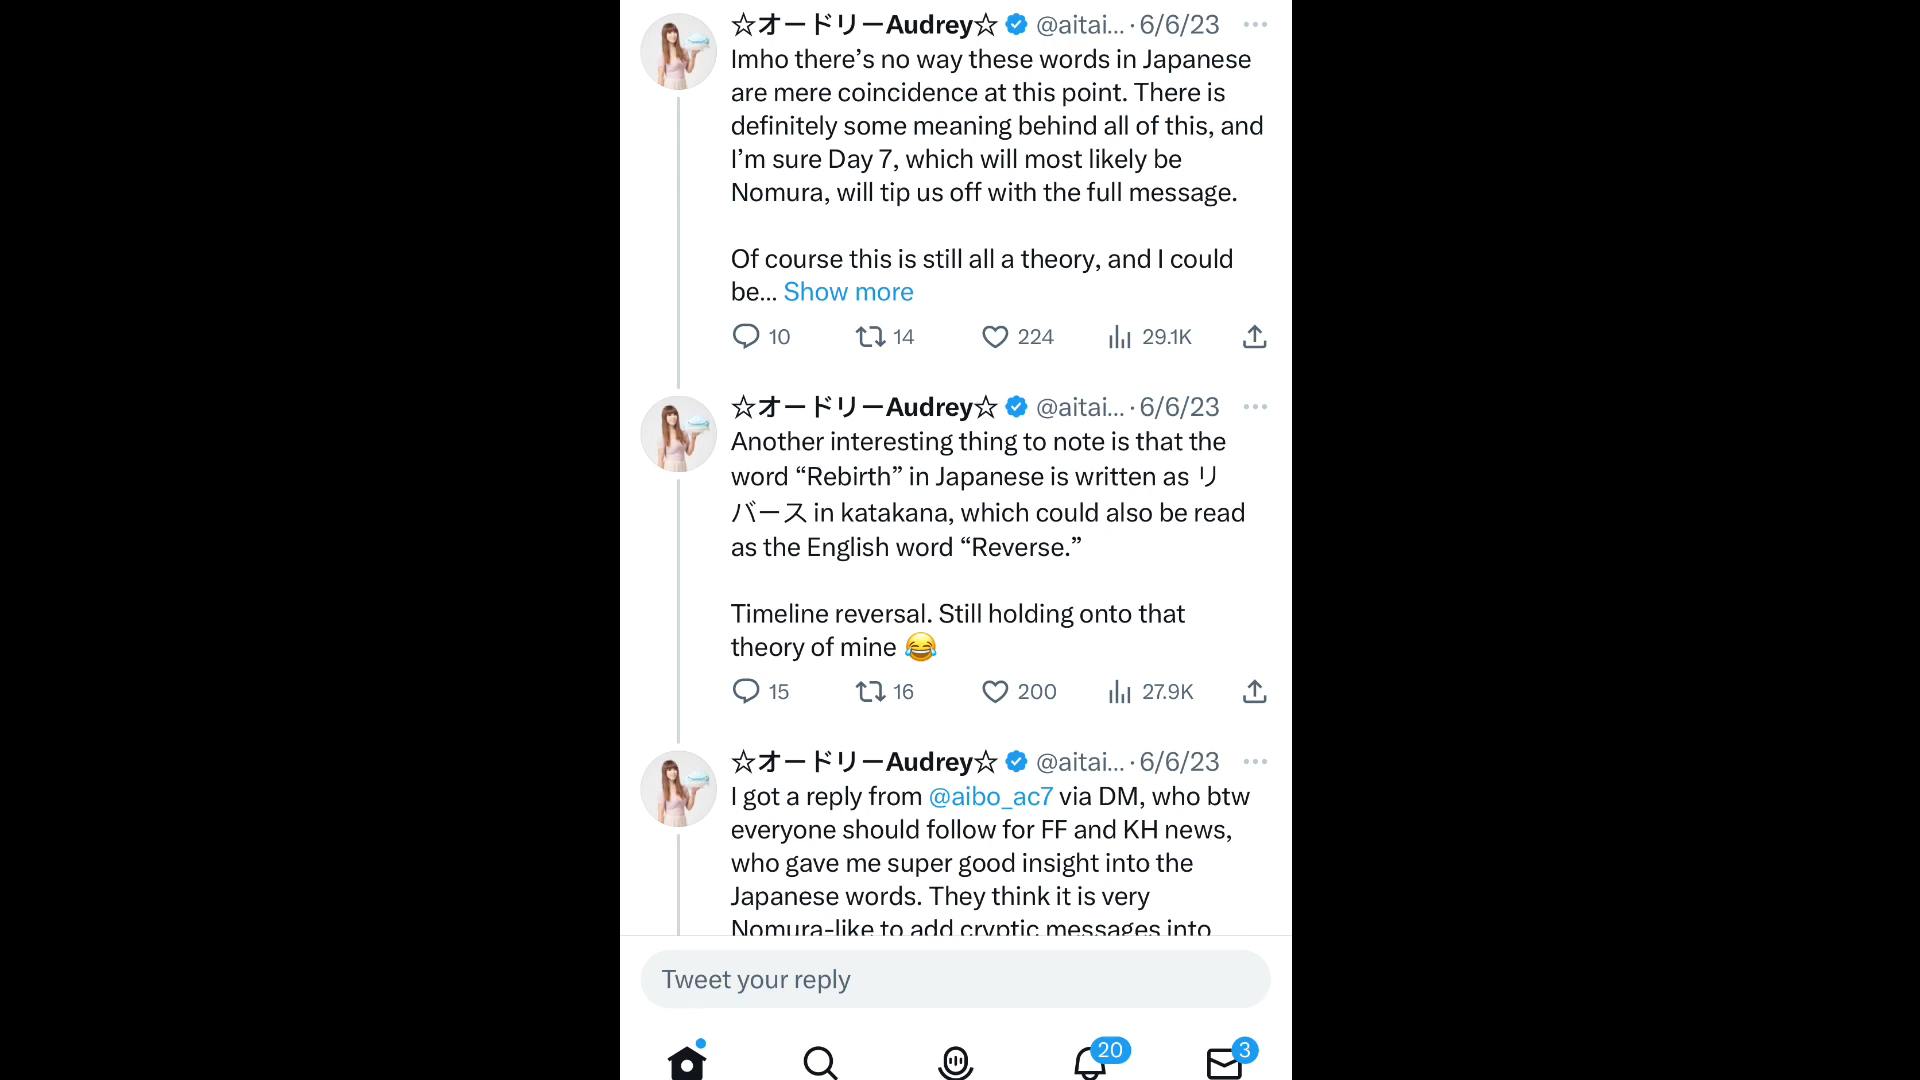 ☆オードリーAudrey☆ @aitai... · 6/6/23
Imho there’s no way these words in Japanese
are mere coincidence at this point. There is
definitely some meaning behind all of this, and
I’m sure Day 7, which will most likely be
Nomura, will tip us off with the full message.
Of course this is still all a theory, and I could
be... Show more
10 14 224 29.1K
☆オードリーAudrey☆ @aitai... · 6/6/23
Another interesting thing to note is that the
word “Rebirth” in Japanese is written as リ
バース in katakana, which could also be read
as the English word “Reverse.”
Timeline reversal. Still holding onto that
theory of mine 😂
15 16 200 27.9K
☆オードリーAudrey☆ @aitai... · 6/6/23
I got a reply from @aibo_ac7 via DM, who btw
everyone should follow for FF and KH news,
who gave me super good insight into the
Japanese words. They think it is very
Nomura-like to add cryptic messages into
Tweet your reply
20 3